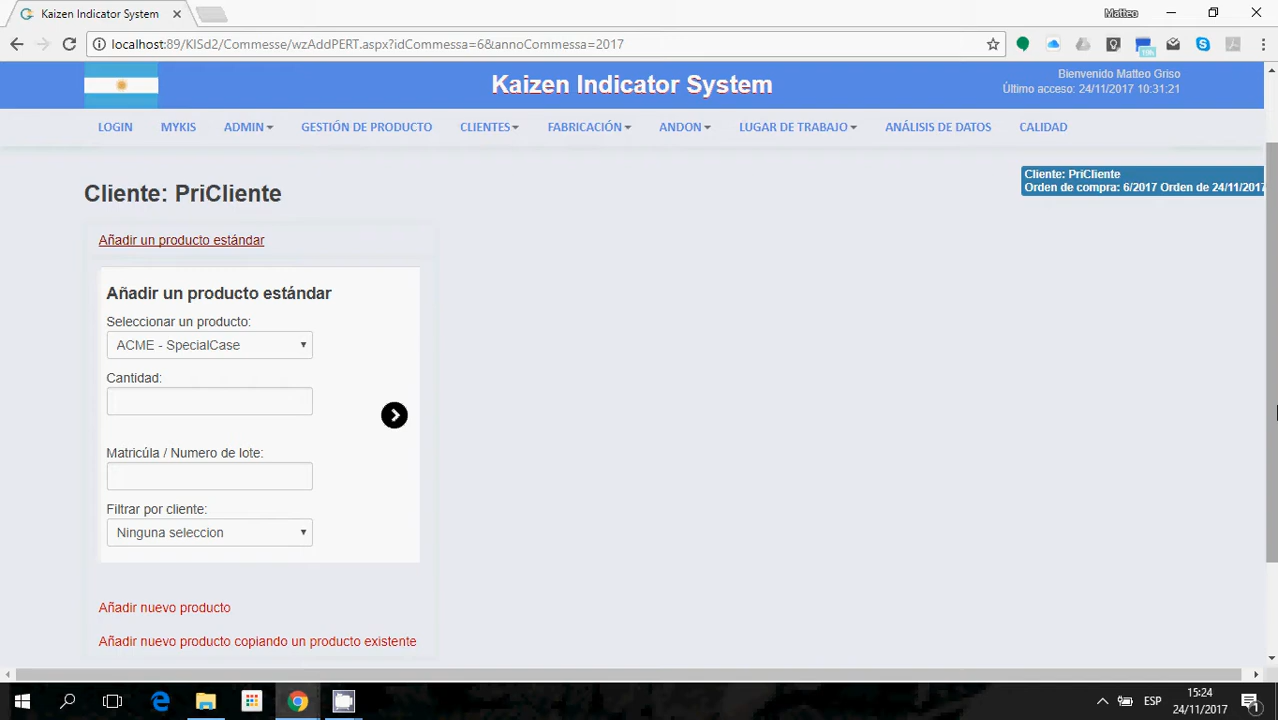 Kaizen Indicator System
Matteo
localhost:89/KISd2/Commesse/wzAddPERT.aspx?idCommessa=6&annoCommessa=2017
Kaizen Indicator System
Bienvenido Matteo Griso
Último acceso: 24/11/2017 10:31:21
LOGIN MYKIS ADMIN GESTIÓN DE PRODUCTO CLIENTES FABRICACIÓN ANDON LUGAR DE TRABAJO ANÁLISIS DE DATOS CALIDAD
Cliente: PriCliente
Orden de compra: 6/2017 Orden de 24/11/2017
Cliente: PriCliente
Añadir un producto estándar
Añadir un producto estándar
Seleccionar un producto:
ACME - SpecialCase
Cantidad:
Matricúla / Numero de lote:
Filtrar por cliente:
Ninguna seleccion
Añadir nuevo producto
Añadir nuevo producto copiando un producto existente
ESP
15:24
24/11/2017
1